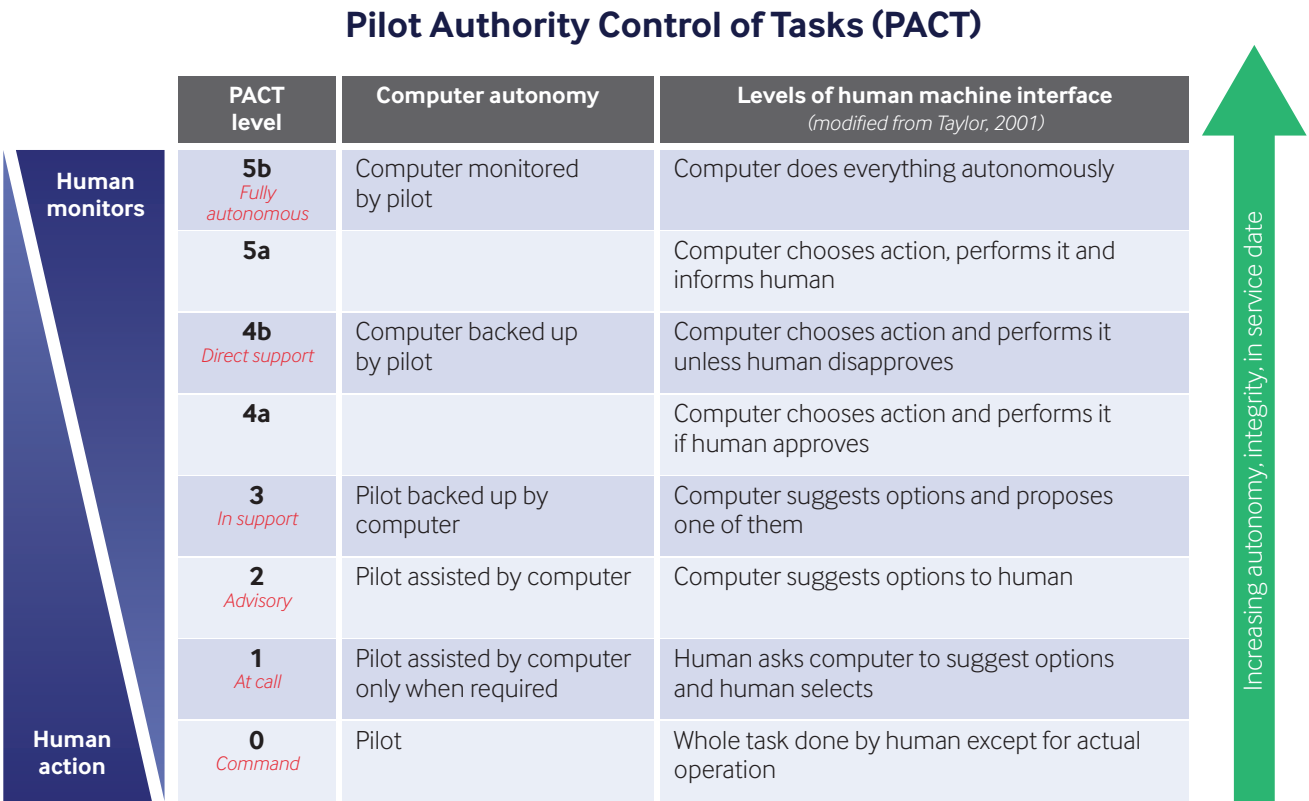 Pilot Authority Control of Tasks (PACT)
PACT
level
Computer autonomy
Levels of human machine interface
(modified from Taylor, 2001)
Human
monitors
5b
Fully
autonomous
Computer monitored
by pilot
Computer does everything autonomously
5a
Computer chooses action, performs it and
informs human
4b
Direct support
Computer backed up
by pilot
Computer chooses action and performs it
unless human disapproves
4a
Computer chooses action and performs it
if human approves
3
In support
Pilot backed up by
computer
Computer suggests options and proposes
one of them
2
Advisory
Pilot assisted by computer
Computer suggests options to human
1
At call
Pilot assisted by computer
only when required
Human asks computer to suggest options
and human selects
Human
action
0
Command
Pilot
Whole task done by human except for actual
operation
Increasing autonomy, integrity, in service date